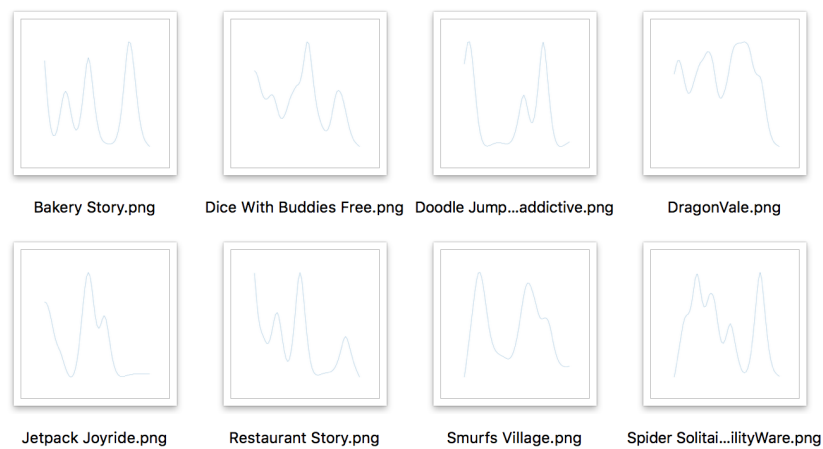 Bakery Story.png
Dice With Buddies Free.png
Doodle Jump...addictive.png
DragonVale.png
Jetpack Joyride.png
Restaurant Story.png
Smurfs Village.png
Spider Solitai...ilityWare.png